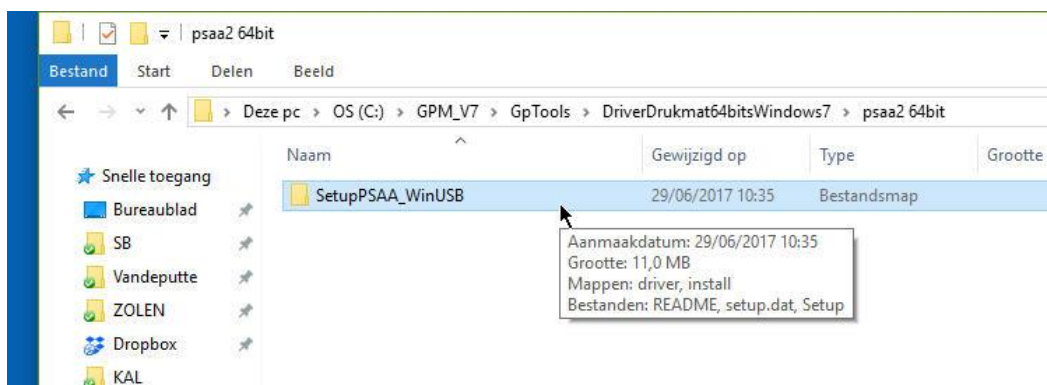 psaa2 64bit
Bestand Start Delen Beeld
Deze pc > OS (C:) > GPM_V7 > GpTools > DriverDrukmat64bitsWindows7 > psaa2 64bit
Naam Gewijzigd op Type Grootte
Snelle toegang
SetupPSAA_WinUSB 29/06/2017 10:35 Bestandsmap
Bureaublad
SB
Vandeputte
ZOLEN
Dropbox
KAL
Aanmaakdatum: 29/06/2017 10:35
Grootte: 11,0 MB
Mappen: driver, install
Bestanden: README, setup.dat, Setup